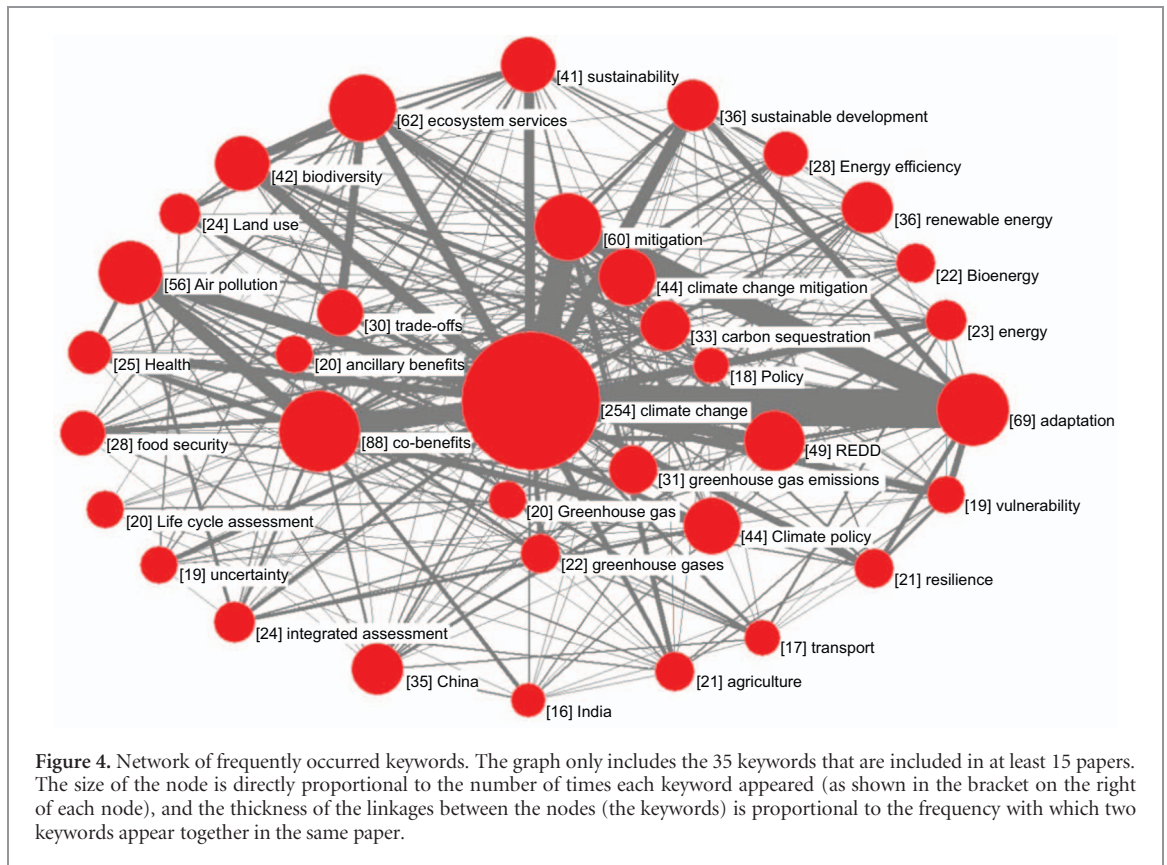 [41] sustainability
[62] ecosystem services
[36] sustainable development
[42] biodiversity
[28] Energy efficiency
[24] Land use
[36] renewable energy
[60] mitigation
[22] Bioenergy
[56] Air pollution
[44] climate change mitigation
[30] trade-offs
[33] carbon sequestration
[23] energy
[25] Health
[20] ancillary benefits
[18] Policy
[254] climate change
[69] adaptation
[28] food security
[88] co-benefits
[49] REDD
[31] greenhouse gas emissions
[20] Life cycle assessment
[20] Greenhouse gas
[19] vulnerability
[44] Climate policy
[19] uncertainty
[22] greenhouse gases
[21] resilience
[24] integrated assessment
[17] transport
[35] China
[21] agriculture
[16] India
Figure 4. Network of frequently occurred keywords. The graph only includes the 35 keywords that are included in at least 15 papers.
The size of the node is directly proportional to the number of times each keyword appeared (as shown in the bracket on the right
of each node), and the thickness of the linkages between the nodes (the keywords) is proportional to the frequency with which two
keywords appear together in the same paper.